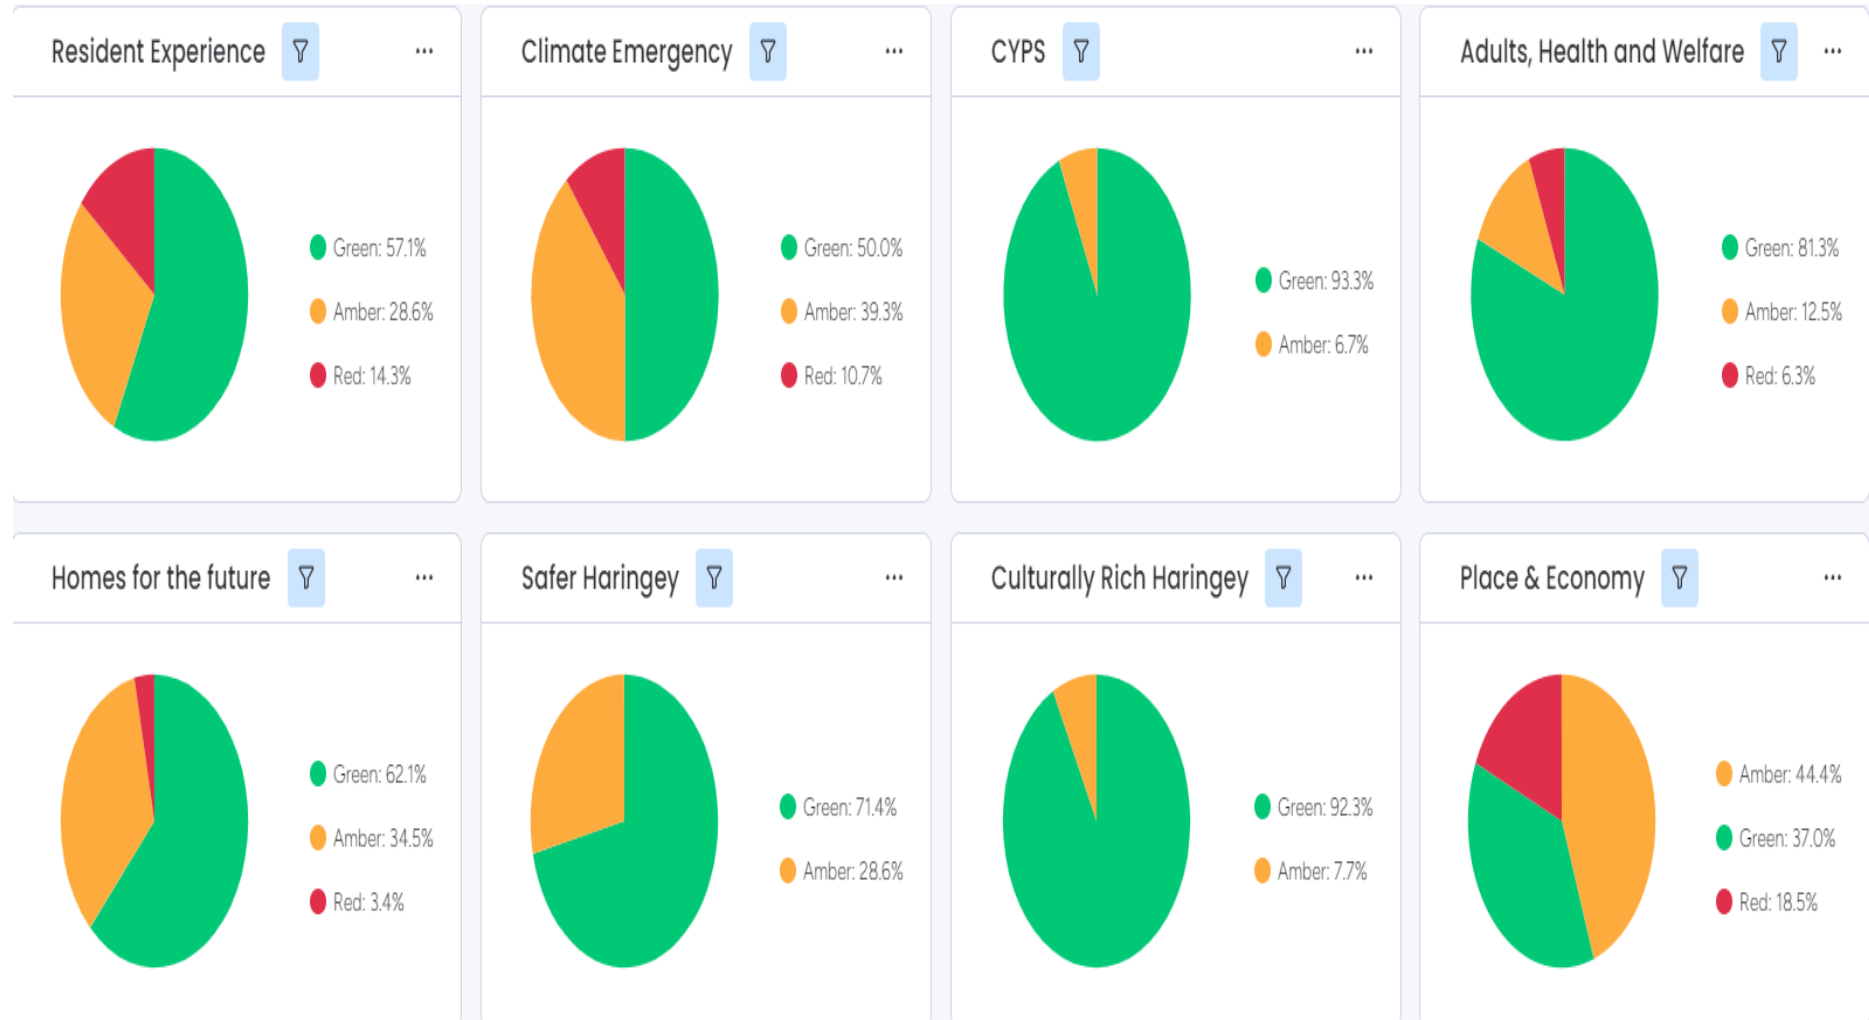 Resident Experience
Green: 57.1%
Amber: 28.6%
Red: 14.3%
Climate Emergency
Green: 50.0%
Amber: 39.3%
Red: 10.7%
CYPS
Green: 93.3%
Amber: 6.7%
Adults, Health and Welfare
Green: 81.3%
Amber: 12.5%
Red: 6.3%
Homes for the future
Green: 62.1%
Amber: 34.5%
Red: 3.4%
Safer Haringey
Green: 71.4%
Amber: 28.6%
Culturally Rich Haringey
Green: 92.3%
Amber: 7.7%
Place & Economy
Amber: 44.4%
Green: 37.0%
Red: 18.5%